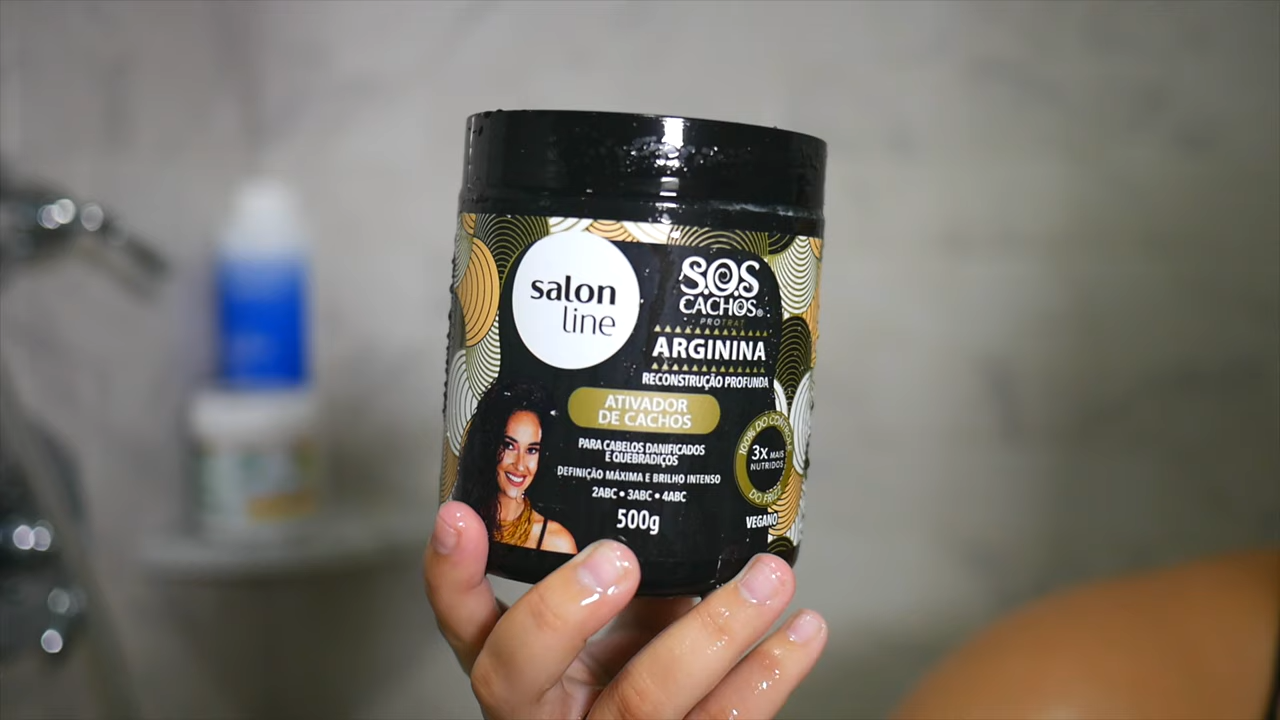 salon
line
S.O.S
CACHOS®
PROTRAT
ARGININA
RECONSTRUÇÃO PROFUNDA
ATIVADOR
DE CACHOS
PARA CABELOS DANIFICADOS
E QUEBRADIÇOS
DEFINIÇÃO MÁXIMA E BRILHO INTENSO
2ABC • 3ABC • 4ABC
500g
100% DO CONTROLE
3x MAIS
NUTRIDOS
DO FRIZZ
VEGANO